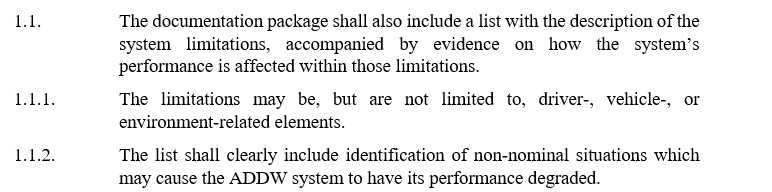 1.1. The documentation package shall also include a list with the description of the
system limitations, accompanied by evidence on how the system’s
performance is affected within those limitations.
1.1.1. The limitations may be, but are not limited to, driver-, vehicle-, or
environment-related elements.
1.1.2. The list shall clearly include identification of non-nominal situations which
may cause the ADDW system to have its performance degraded.